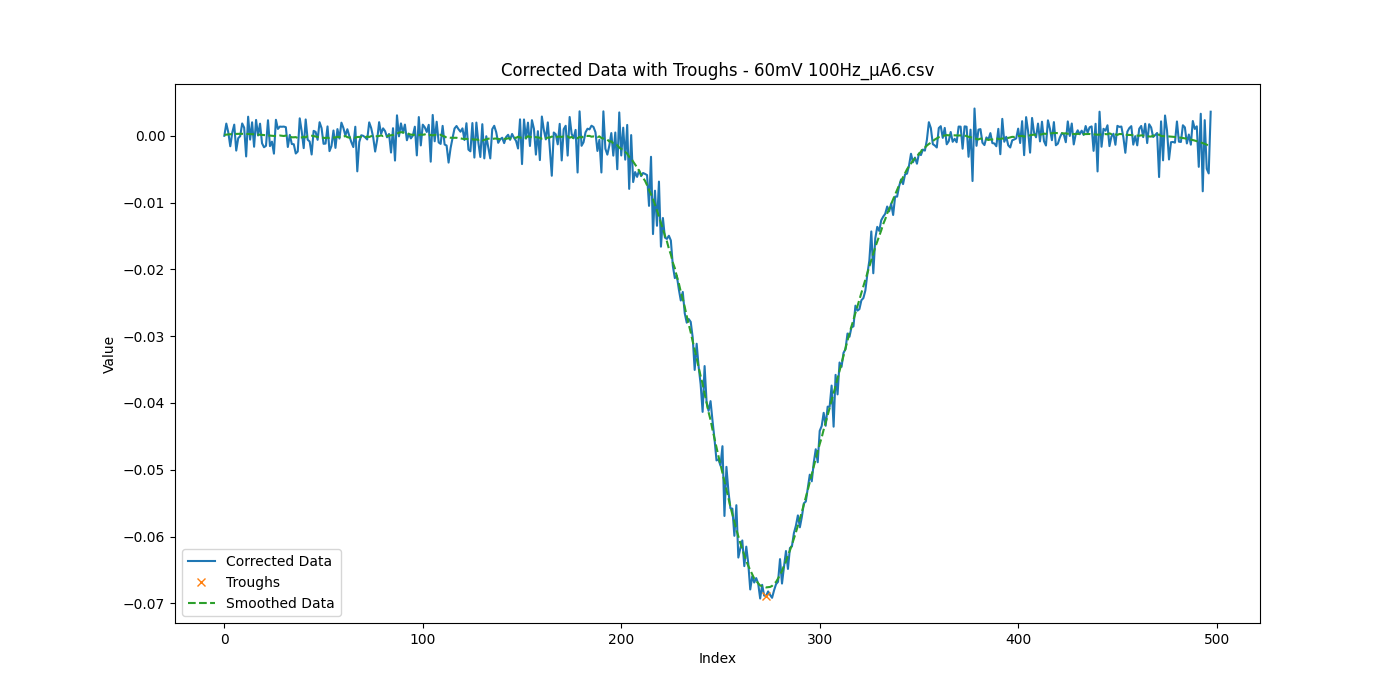 Corrected Data with Troughs - 60mV 100Hz_μA6.csv
0.00
−0.01
−0.02
−0.03
−0.04
−0.05
−0.06
−0.07
Value
Corrected Data
Troughs
Smoothed Data
0
100
200
300
400
500
Index